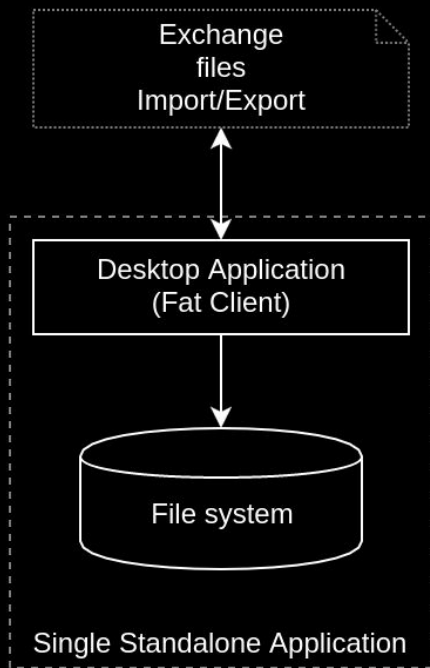 Exchange
files
Import/Export
Desktop Application
(Fat Client)
File system
Single Standalone Application